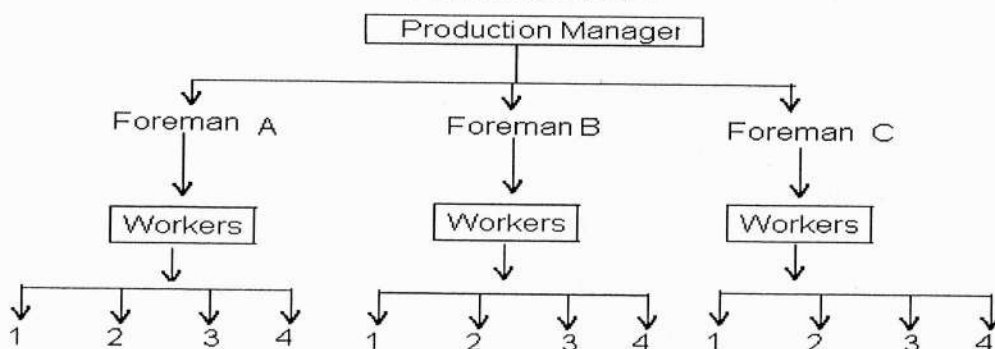 Production Manager
Foreman A Foreman B Foreman C
Workers Workers Workers
1 2 3 4 1 2 3 4 1 2 3 4